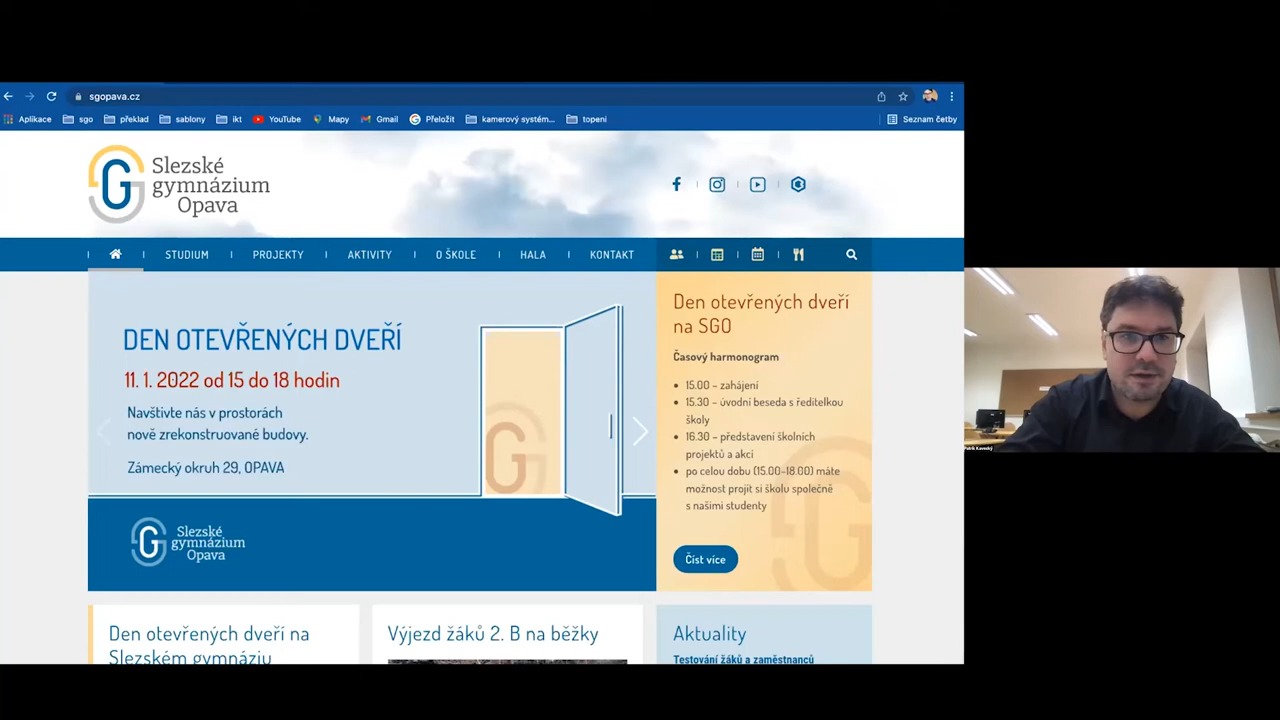 sgopava.cz
Aplikace sgo překlad sablony ikt YouTube Mapy Gmail Přeložit kamerový systém... topeni Seznam četby
Slezské
gymnázium
Opava
STUDIUM PROJEKTY AKTIVITY O ŠKOLE HALA KONTAKT
DEN OTEVŘENÝCH DVEŘÍ
11. 1. 2022 od 15 do 18 hodin
Navštivte nás v prostorách
nově zrekonstruované budovy.
Zámecký okruh 29, OPAVA
Slezské
gymnázium
Opava
Den otevřených dveří
na SGO
Časový harmonogram
• 15.00 – zahájení
• 15.30 – úvodní beseda s ředitelkou
školy
• 16.30 – představení školních
projektů a akcí
• po celou dobu (15.00–18.00) máte
možnost projít si školu společně
s našimi studenty
Číst více
Den otevřených dveří na
Slezském gymnáziu
Výjezd žáků 2. B na běžky
Aktuality
Testování žáků a zaměstnanců